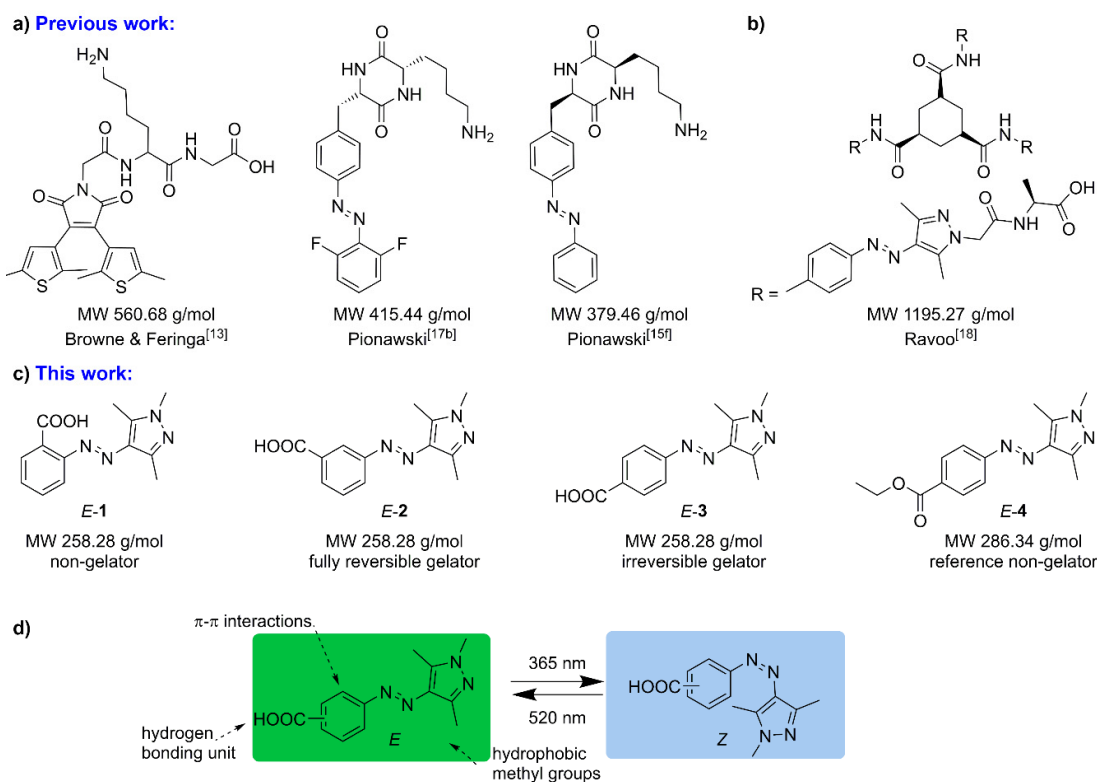 a) Previous work:
H₂N
O
N
H
O
H
N
O
OH
O
N
O
S
S
MW 560.68 g/mol
Browne & Feringa[13]
O
HN
NH
O
NH₂
N
N
F
F
MW 415.44 g/mol
Pionawski[17b]
O
HN
NH
O
NH₂
N
N
MW 379.46 g/mol
Pionawski[15f]
b)
R
HN
O
R
HN
O
HN
R
O
R =
N
N
N
N
O
N
H
O
OH
MW 1195.27 g/mol
Ravoo[18]
c) This work:
COOH
N
N
N
N
E-1
MW 258.28 g/mol
non-gelator
HOOC
N
N
N
N
E-2
MW 258.28 g/mol
fully reversible gelator
HOOC
N
N
N
N
E-3
MW 258.28 g/mol
irreversible gelator
O
O
N
N
N
N
E-4
MW 286.34 g/mol
reference non-gelator
d)
π-π interactions
HOOC
N
N
N
N
E
hydrogen
bonding unit
hydrophobic
methyl groups
365 nm
520 nm
HOOC
N
N
N
N
Z